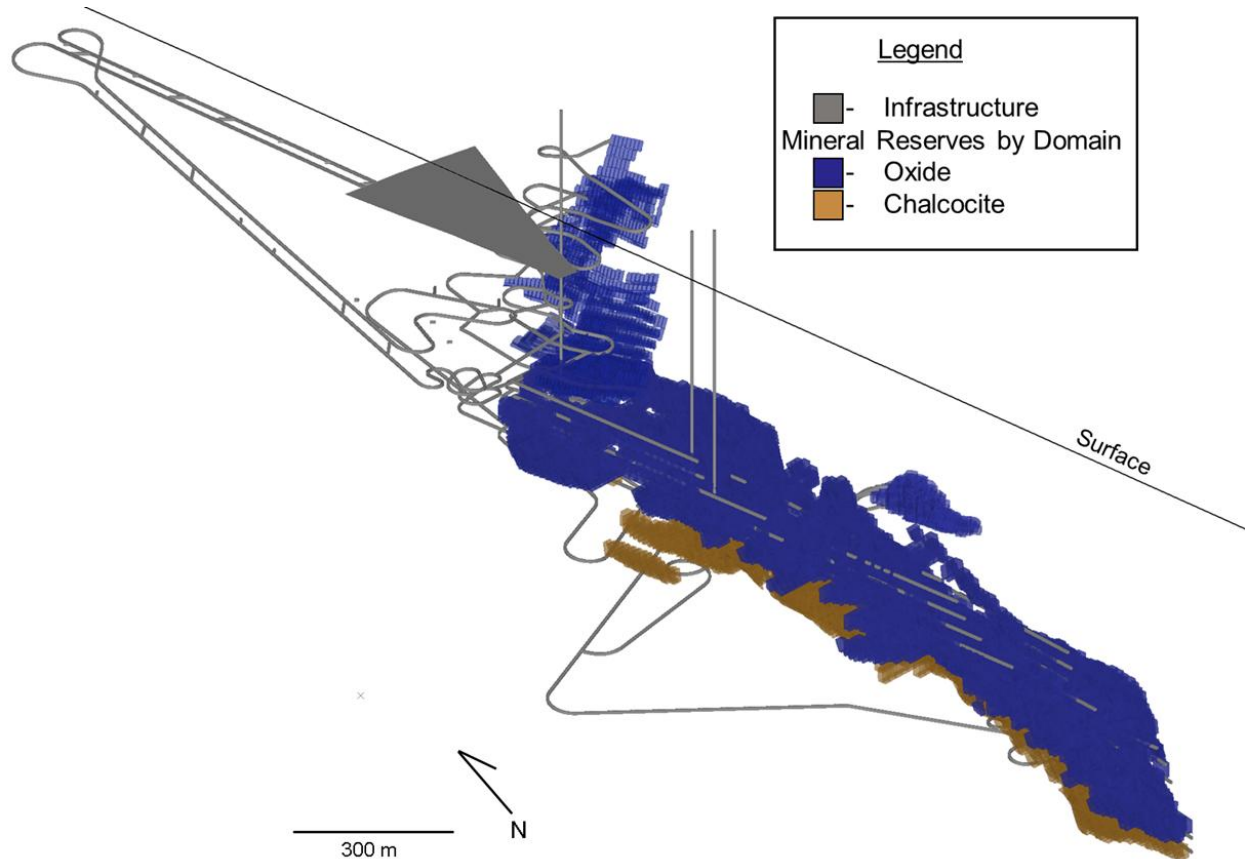 Legend
- Infrastructure
Mineral Reserves by Domain
- Oxide
- Chalcocite
Surface
N
300 m